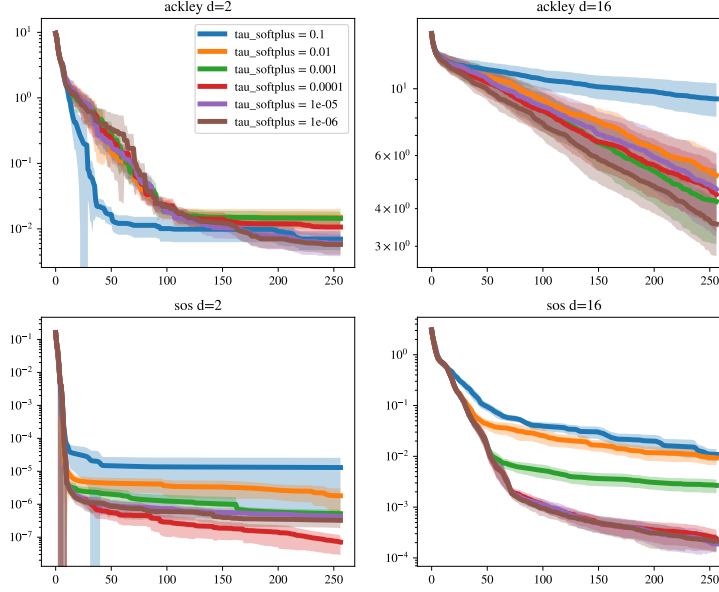 ackley d=2
10¹
10⁰
10⁻¹
10⁻²
0 50 100 150 200 250
tau_softplus = 0.1
tau_softplus = 0.01
tau_softplus = 0.001
tau_softplus = 0.0001
tau_softplus = 1e-05
tau_softplus = 1e-06
ackley d=16
10¹
6 × 10⁰
4 × 10⁰
3 × 10⁰
0 50 100 150 200 250
sos d=2
10⁻¹
10⁻²
10⁻³
10⁻⁴
10⁻⁵
10⁻⁶
10⁻⁷
0 50 100 150 200 250
sos d=16
10⁰
10⁻¹
10⁻²
10⁻³
10⁻⁴
0 50 100 150 200 250